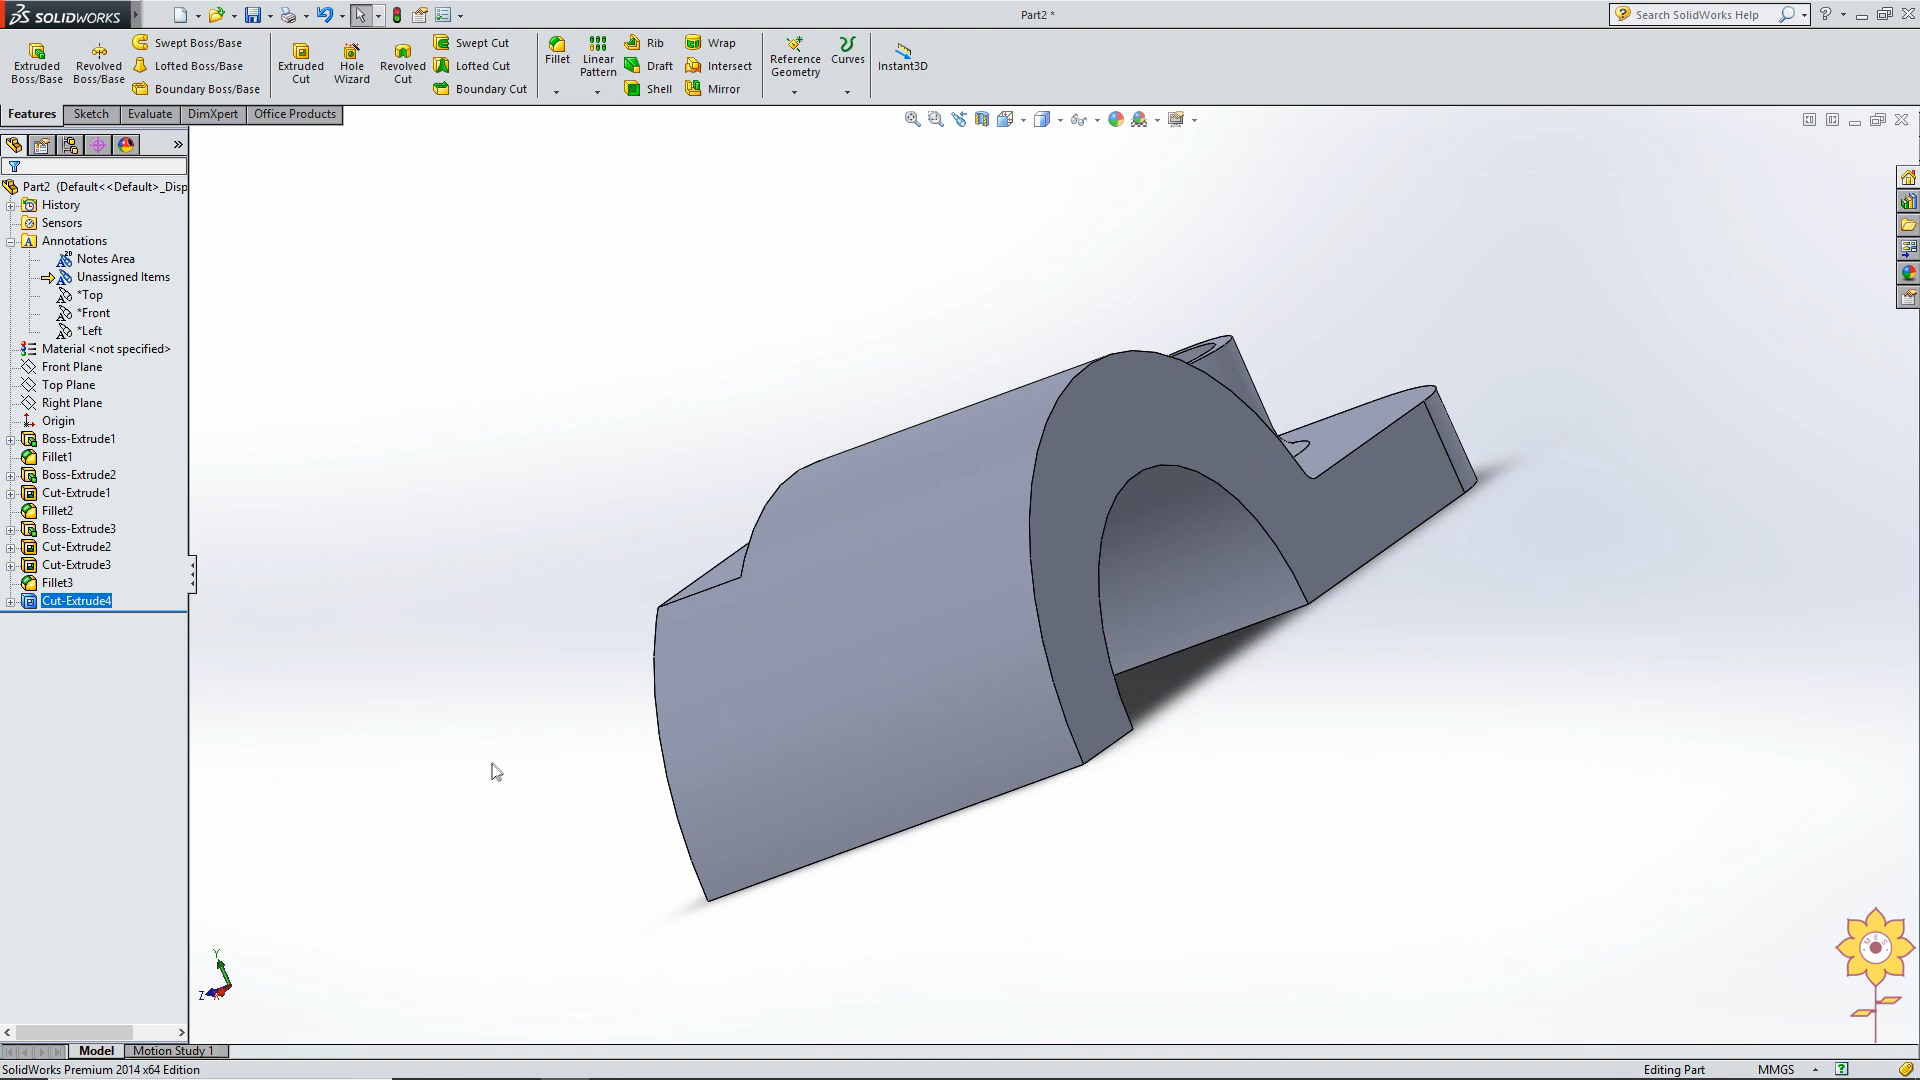 SOLIDWORKS
Part2 *
Search SolidWorks Help
Extruded Boss/Base
Revolved Boss/Base
Swept Boss/Base
Lofted Boss/Base
Boundary Boss/Base
Extruded Cut
Hole Wizard
Revolved Cut
Swept Cut
Lofted Cut
Boundary Cut
Fillet
Linear Pattern
Rib
Draft
Shell
Wrap
Intersect
Mirror
Reference Geometry
Curves
Instant3D
Features
Sketch
Evaluate
DimXpert
Office Products
Part2 (Default<<Default>_Disp
History
Sensors
Annotations
Notes Area
Unassigned Items
*Top
*Front
*Left
Material <not specified>
Front Plane
Top Plane
Right Plane
Origin
Boss-Extrude1
Fillet1
Boss-Extrude2
Cut-Extrude1
Fillet2
Boss-Extrude3
Cut-Extrude2
Cut-Extrude3
Fillet3
Cut-Extrude4
Y
Z
X
M E S
Model
Motion Study 1
SolidWorks Premium 2014 x64 Edition
Editing Part
MMGS